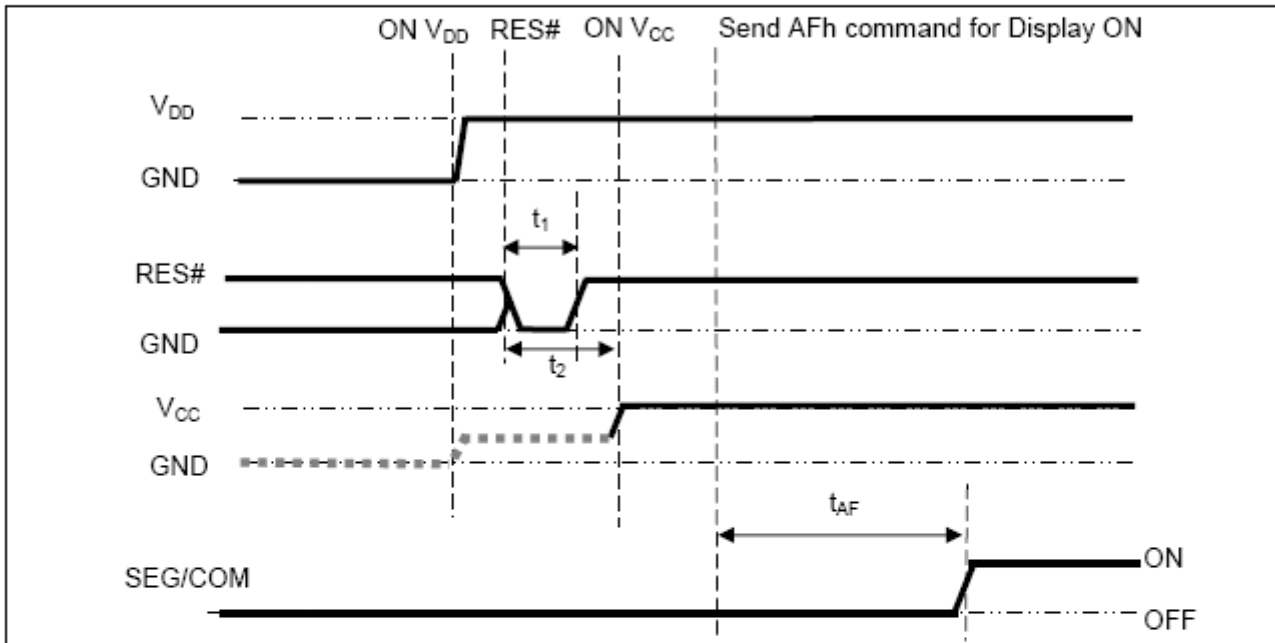 ON VDD RES# ON VCC Send AFh command for Display ON
VDD
GND
t1
RES#
GND
t2
VCC
GND
tAF
SEG/COM
ON
OFF